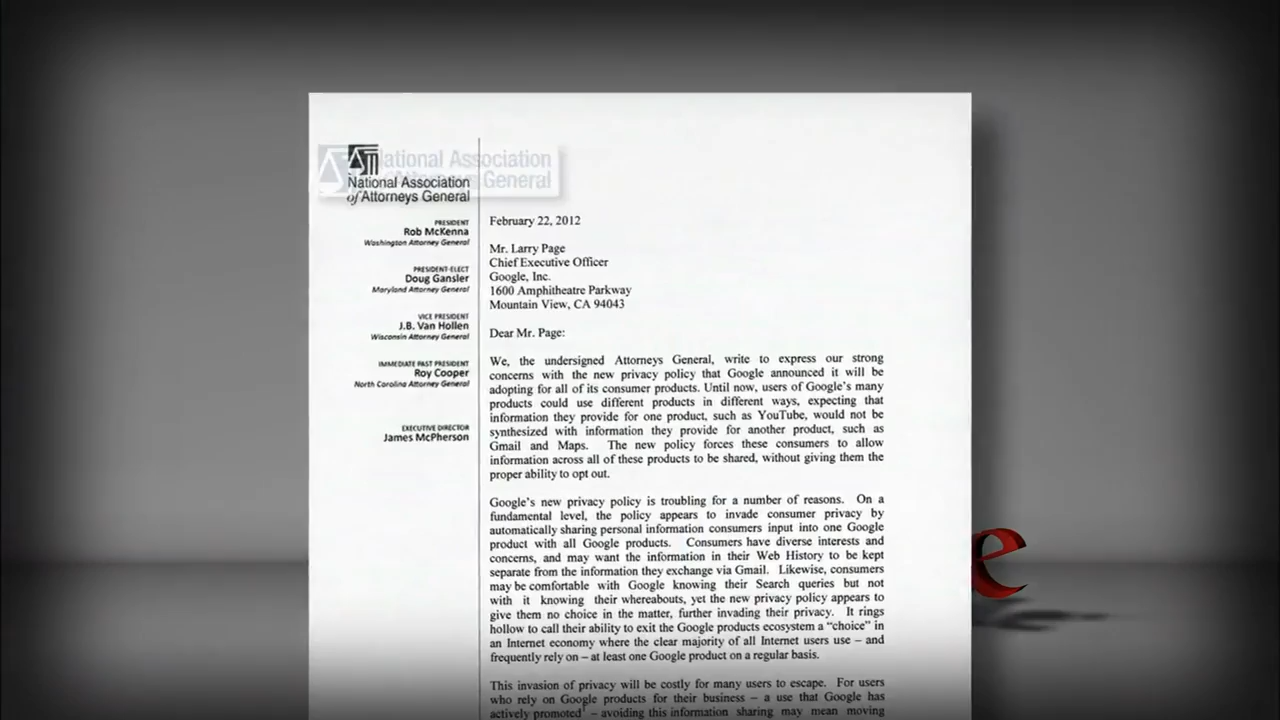 National Association
of Attorneys General
National Association
General
PRESIDENT
Rob McKenna
Washington Attorney General
PRESIDENT-ELECT
Doug Gansler
Maryland Attorney General
VICE PRESIDENT
J.B. Van Hollen
Wisconsin Attorney General
IMMEDIATE PAST PRESIDENT
Roy Cooper
North Carolina Attorney General
EXECUTIVE DIRECTOR
James McPherson
February 22, 2012
Mr. Larry Page
Chief Executive Officer
Google, Inc.
1600 Amphitheatre Parkway
Mountain View, CA 94043
Dear Mr. Page:
We, the undersigned Attorneys General, write to express our strong
concerns with the new privacy policy that Google announced it will be
adopting for all of its consumer products. Until now, users of Google's many
products could use different products in different ways, expecting that
information they provide for one product, such as YouTube, would not be
synthesized with information they provide for another product, such as
Gmail and Maps. The new policy forces these consumers to allow
information across all of these products to be shared, without giving them the
proper ability to opt out.
Google's new privacy policy is troubling for a number of reasons. On a
fundamental level, the policy appears to invade consumer privacy by
automatically sharing personal information consumers input into one Google
product with all Google products. Consumers have diverse interests and
concerns, and may want the information in their Web History to be kept
separate from the information they exchange via Gmail. Likewise, consumers
may be comfortable with Google knowing their Search queries but not
with it knowing their whereabouts, yet the new privacy policy appears to
give them no choice in the matter, further invading their privacy. It rings
hollow to call their ability to exit the Google products ecosystem a “choice” in
an Internet economy where the clear majority of all Internet users use – and
frequently rely on – at least one Google product on a regular basis.
This invasion of privacy will be costly for many users to escape. For users
who rely on Google products for their business – a use that Google has
actively promoted¹ – avoiding this information sharing may mean moving
e